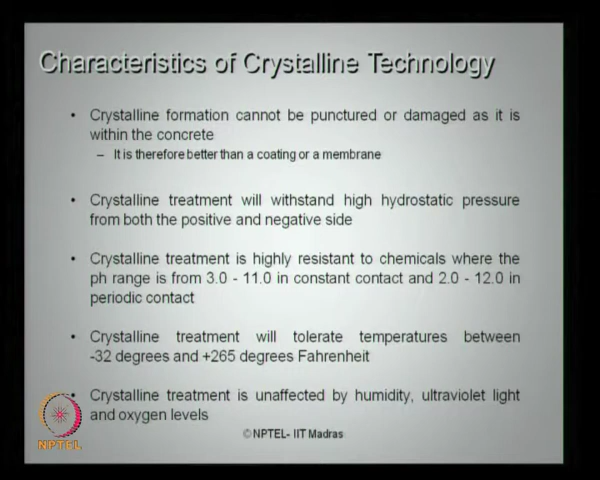 Characteristics of Crystalline Technology
• Crystalline formation cannot be punctured or damaged as it is
within the concrete
– It is therefore better than a coating or a membrane
• Crystalline treatment will withstand high hydrostatic pressure
from both the positive and negative side
• Crystalline treatment is highly resistant to chemicals where the
ph range is from 3.0 - 11.0 in constant contact and 2.0 - 12.0 in
periodic contact
• Crystalline treatment will tolerate temperatures between
-32 degrees and +265 degrees Fahrenheit
• Crystalline treatment is unaffected by humidity, ultraviolet light
and oxygen levels
NPTEL
© NPTEL- IIT Madras